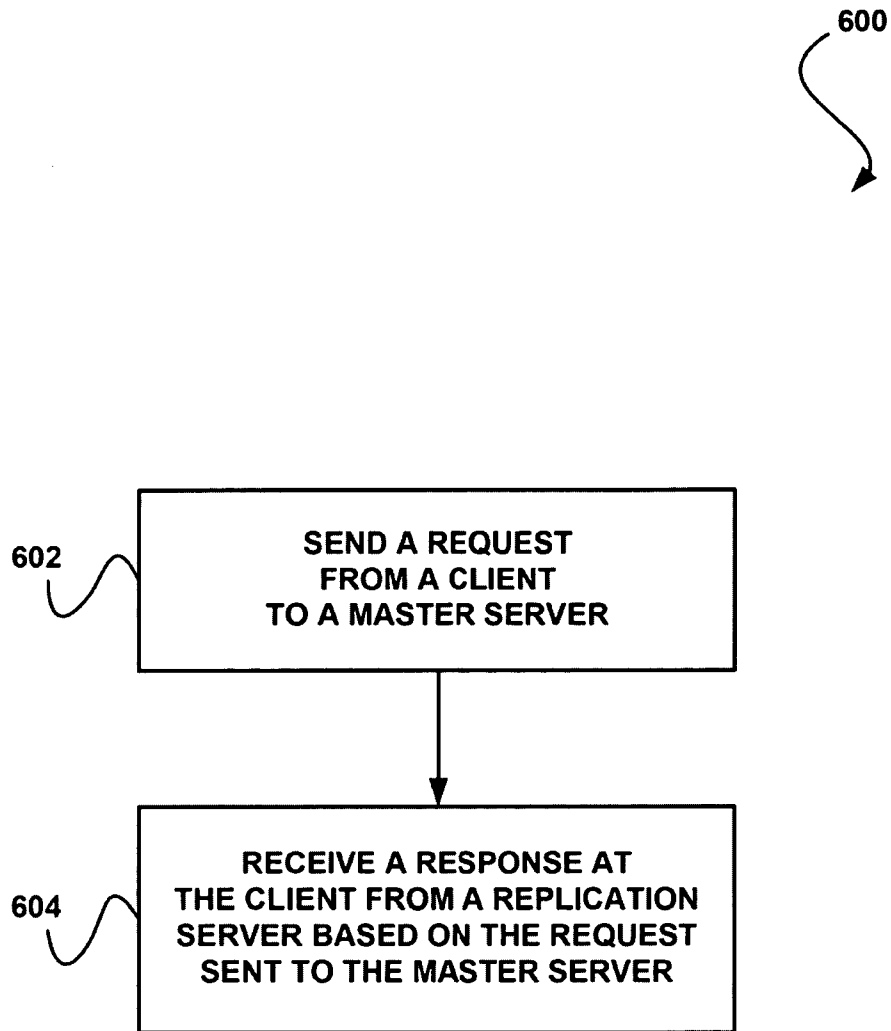 600
602
SEND A REQUEST
FROM A CLIENT
TO A MASTER SERVER
604
RECEIVE A RESPONSE AT
THE CLIENT FROM A REPLICATION
SERVER BASED ON THE REQUEST
SENT TO THE MASTER SERVER